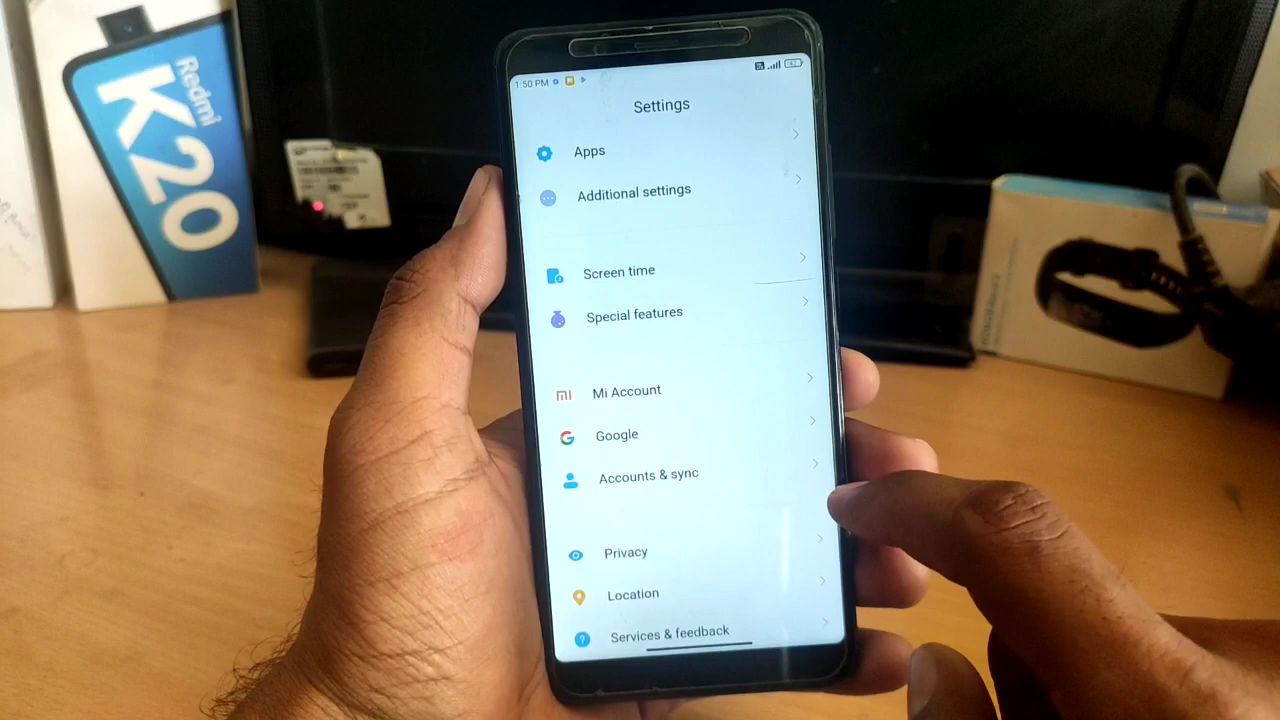 Redmi
K20
1:50 PM
Settings
Apps
Additional settings
Screen time
Special features
mi Mi Account
Google
Accounts & sync
Privacy
Location
? Services & feedback